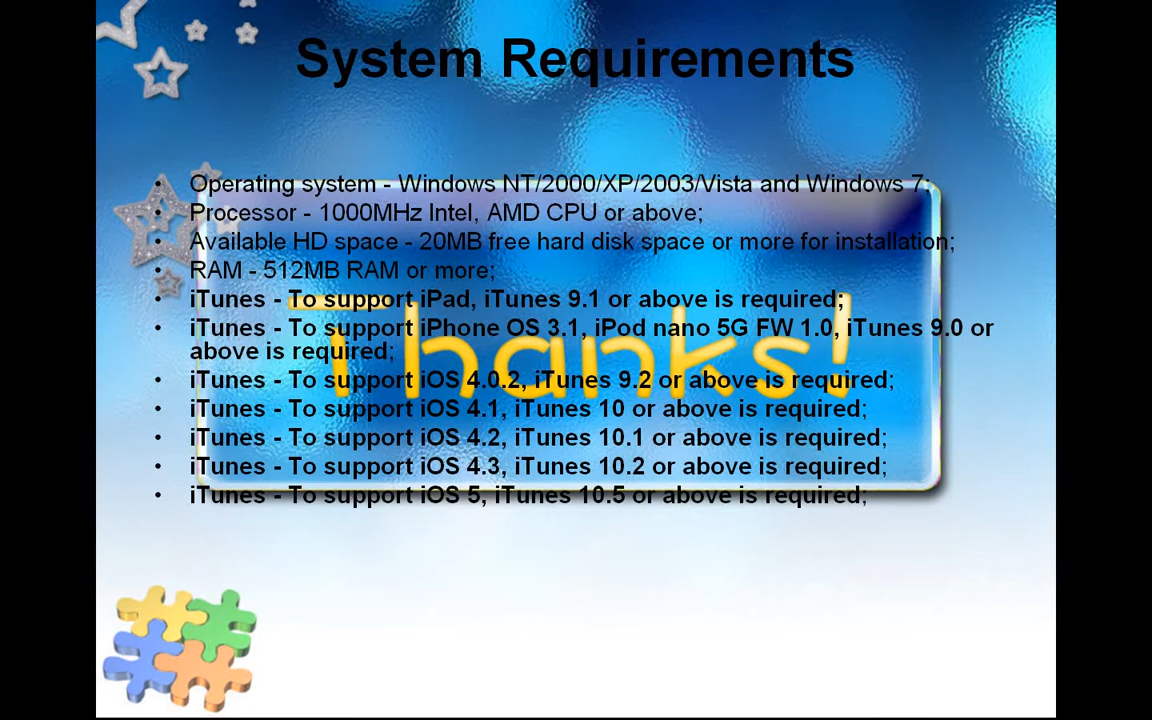 System Requirements
• Operating system - Windows NT/2000/XP/2003/Vista and Windows 7;
• Processor - 1000MHz Intel, AMD CPU or above;
• Available HD space - 20MB free hard disk space or more for installation;
• RAM - 512MB RAM or more;
• iTunes - To support iPad, iTunes 9.1 or above is required;
• iTunes - To support iPhone OS 3.1, iPod nano 5G FW 1.0, iTunes 9.0 or
above is required;
• iTunes - To support iOS 4.0.2, iTunes 9.2 or above is required;
• iTunes - To support iOS 4.1, iTunes 10 or above is required;
• iTunes - To support iOS 4.2, iTunes 10.1 or above is required;
• iTunes - To support iOS 4.3, iTunes 10.2 or above is required;
• iTunes - To support iOS 5, iTunes 10.5 or above is required;
Thanks!